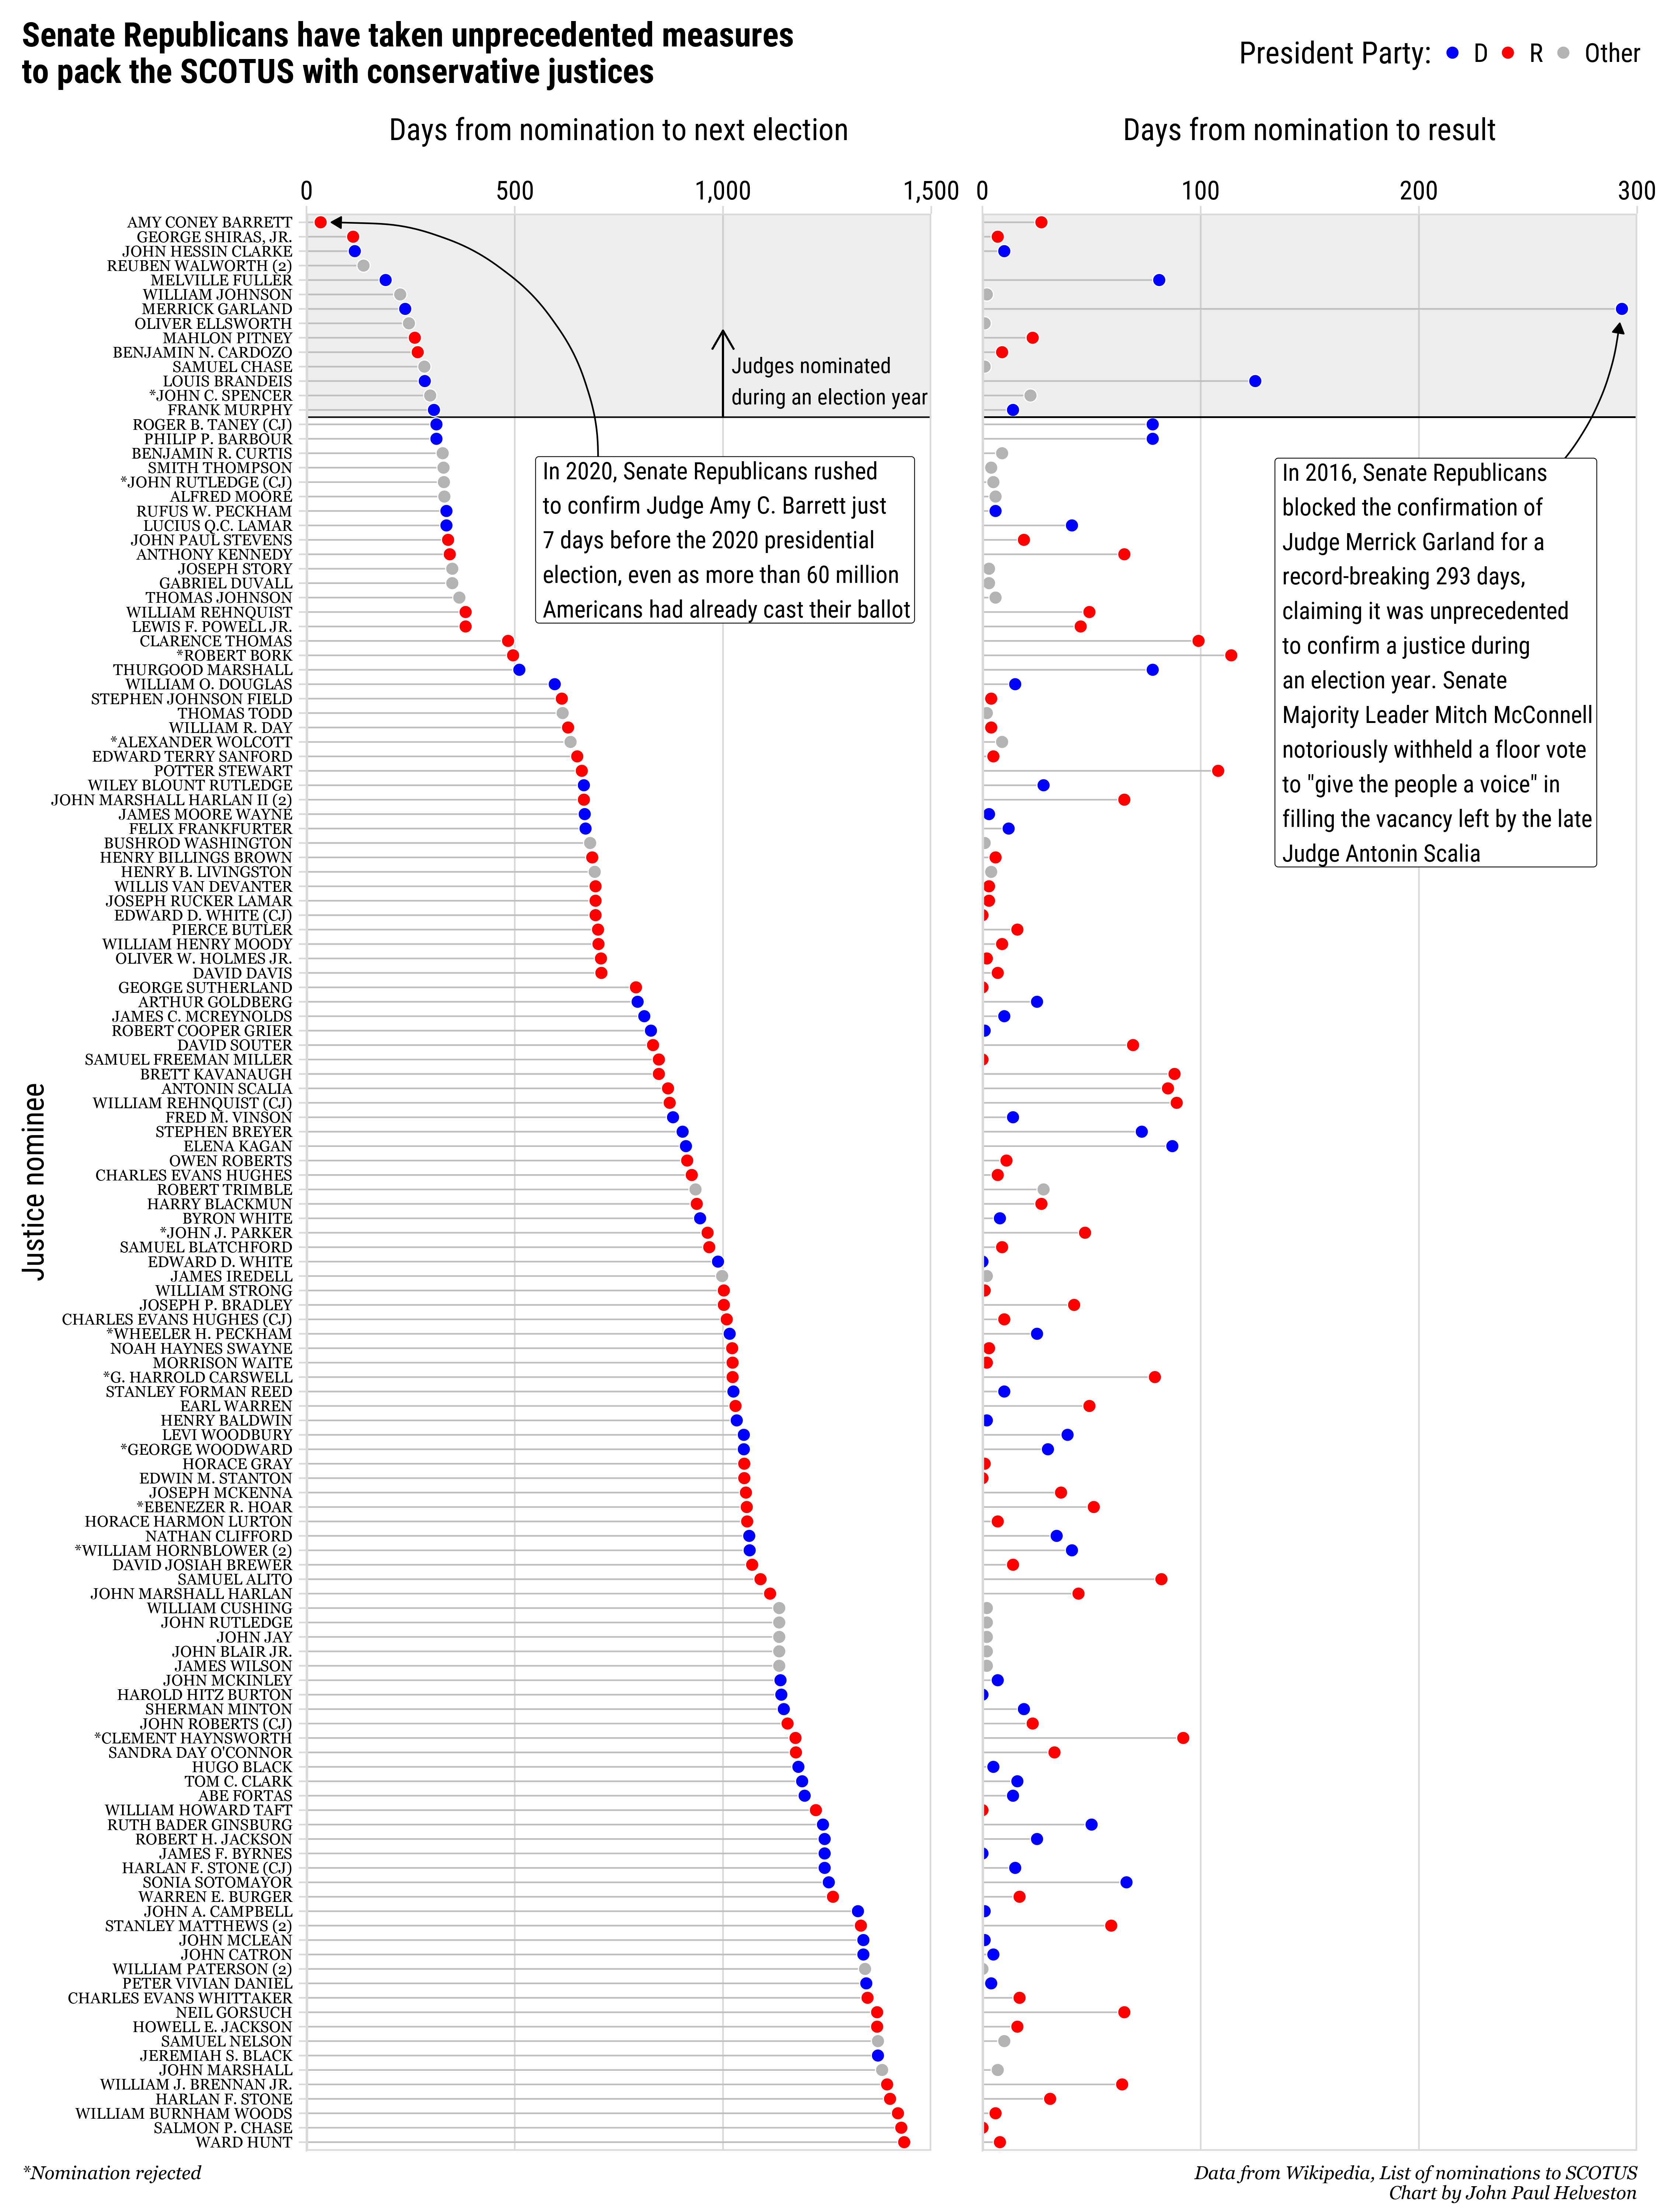 Senate Republicans have taken unprecedented measures
to pack the SCOTUS with conservative justices
President Party: D R Other
Days from nomination to next election
Days from nomination to result
0 500 1,000 1,500
0 100 200 300
Justice nominee
AMY CONEY BARRETT
GEORGE SHIRAS, JR.
JOHN HESSIN CLARKE
REUBEN WALWORTH (2)
MELVILLE FULLER
WILLIAM JOHNSON
MERRICK GARLAND
OLIVER ELLSWORTH
MAHLON PITNEY
BENJAMIN N. CARDOZO
SAMUEL CHASE
LOUIS BRANDEIS
*JOHN C. SPENCER
FRANK MURPHY
ROGER B. TANEY (CJ)
PHILIP P. BARBOUR
BENJAMIN R. CURTIS
SMITH THOMPSON
*JOHN RUTLEDGE (CJ)
ALFRED MOORE
RUFUS W. PECKHAM
LUCIUS Q.C. LAMAR
JOHN PAUL STEVENS
ANTHONY KENNEDY
JOSEPH STORY
GABRIEL DUVALL
THOMAS JOHNSON
WILLIAM REHNQUIST
LEWIS F. POWELL JR.
CLARENCE THOMAS
*ROBERT BORK
THURGOOD MARSHALL
WILLIAM O. DOUGLAS
STEPHEN JOHNSON FIELD
THOMAS TODD
WILLIAM R. DAY
*ALEXANDER WOLCOTT
EDWARD TERRY SANFORD
POTTER STEWART
WILEY BLOUNT RUTLEDGE
JOHN MARSHALL HARLAN II (2)
JAMES MOORE WAYNE
FELIX FRANKFURTER
BUSHROD WASHINGTON
HENRY BILLINGS BROWN
HENRY B. LIVINGSTON
WILLIS VAN DEVANTER
JOSEPH RUCKER LAMAR
EDWARD D. WHITE (CJ)
PIERCE BUTLER
WILLIAM HENRY MOODY
OLIVER W. HOLMES JR.
DAVID DAVIS
GEORGE SUTHERLAND
ARTHUR GOLDBERG
JAMES C. MCREYNOLDS
ROBERT COOPER GRIER
DAVID SOUTER
SAMUEL FREEMAN MILLER
BRETT KAVANAUGH
ANTONIN SCALIA
WILLIAM REHNQUIST (CJ)
FRED M. VINSON
STEPHEN BREYER
ELENA KAGAN
OWEN ROBERTS
CHARLES EVANS HUGHES
ROBERT TRIMBLE
HARRY BLACKMUN
BYRON WHITE
*JOHN J. PARKER
SAMUEL BLATCHFORD
EDWARD D. WHITE
JAMES IREDELL
WILLIAM STRONG
JOSEPH P. BRADLEY
CHARLES EVANS HUGHES (CJ)
*WHEELER H. PECKHAM
NOAH HAYNES SWAYNE
MORRISON WAITE
*G. HARROLD CARSWELL
STANLEY FORMAN REED
EARL WARREN
HENRY BALDWIN
LEVI WOODBURY
*GEORGE WOODWARD
HORACE GRAY
EDWIN M. STANTON
JOSEPH MCKENNA
*EBENEZER R. HOAR
HORACE HARMON LURTON
NATHAN CLIFFORD
*WILLIAM HORNBLOWER (2)
DAVID JOSIAH BREWER
SAMUEL ALITO
JOHN MARSHALL HARLAN
WILLIAM CUSHING
JOHN RUTLEDGE
JOHN JAY
JOHN BLAIR JR.
JAMES WILSON
JOHN MCKINLEY
HAROLD HITZ BURTON
SHERMAN MINTON
JOHN ROBERTS (CJ)
*CLEMENT HAYNSWORTH
SANDRA DAY O'CONNOR
HUGO BLACK
TOM C. CLARK
ABE FORTAS
WILLIAM HOWARD TAFT
RUTH BADER GINSBURG
ROBERT H. JACKSON
JAMES F. BYRNES
HARLAN F. STONE (CJ)
SONIA SOTOMAYOR
WARREN E. BURGER
JOHN A. CAMPBELL
STANLEY MATTHEWS (2)
JOHN MCLEAN
JOHN CATRON
WILLIAM PATERSON (2)
PETER VIVIAN DANIEL
CHARLES EVANS WHITTAKER
NEIL GORSUCH
HOWELL E. JACKSON
SAMUEL NELSON
JEREMIAH S. BLACK
JOHN MARSHALL
WILLIAM J. BRENNAN JR.
HARLAN F. STONE
WILLIAM BURNHAM WOODS
SALMON P. CHASE
WARD HUNT
Judges nominated
during an election year
In 2020, Senate Republicans rushed
to confirm Judge Amy C. Barrett just
7 days before the 2020 presidential
election, even as more than 60 million
Americans had already cast their ballot
In 2016, Senate Republicans
blocked the confirmation of
Judge Merrick Garland for a
record-breaking 293 days,
claiming it was unprecedented
to confirm a justice during
an election year. Senate
Majority Leader Mitch McConnell
notoriously withheld a floor vote
to "give the people a voice" in
filling the vacancy left by the late
Judge Antonin Scalia
*Nomination rejected
Data from Wikipedia, List of nominations to SCOTUS
Chart by John Paul Helveston